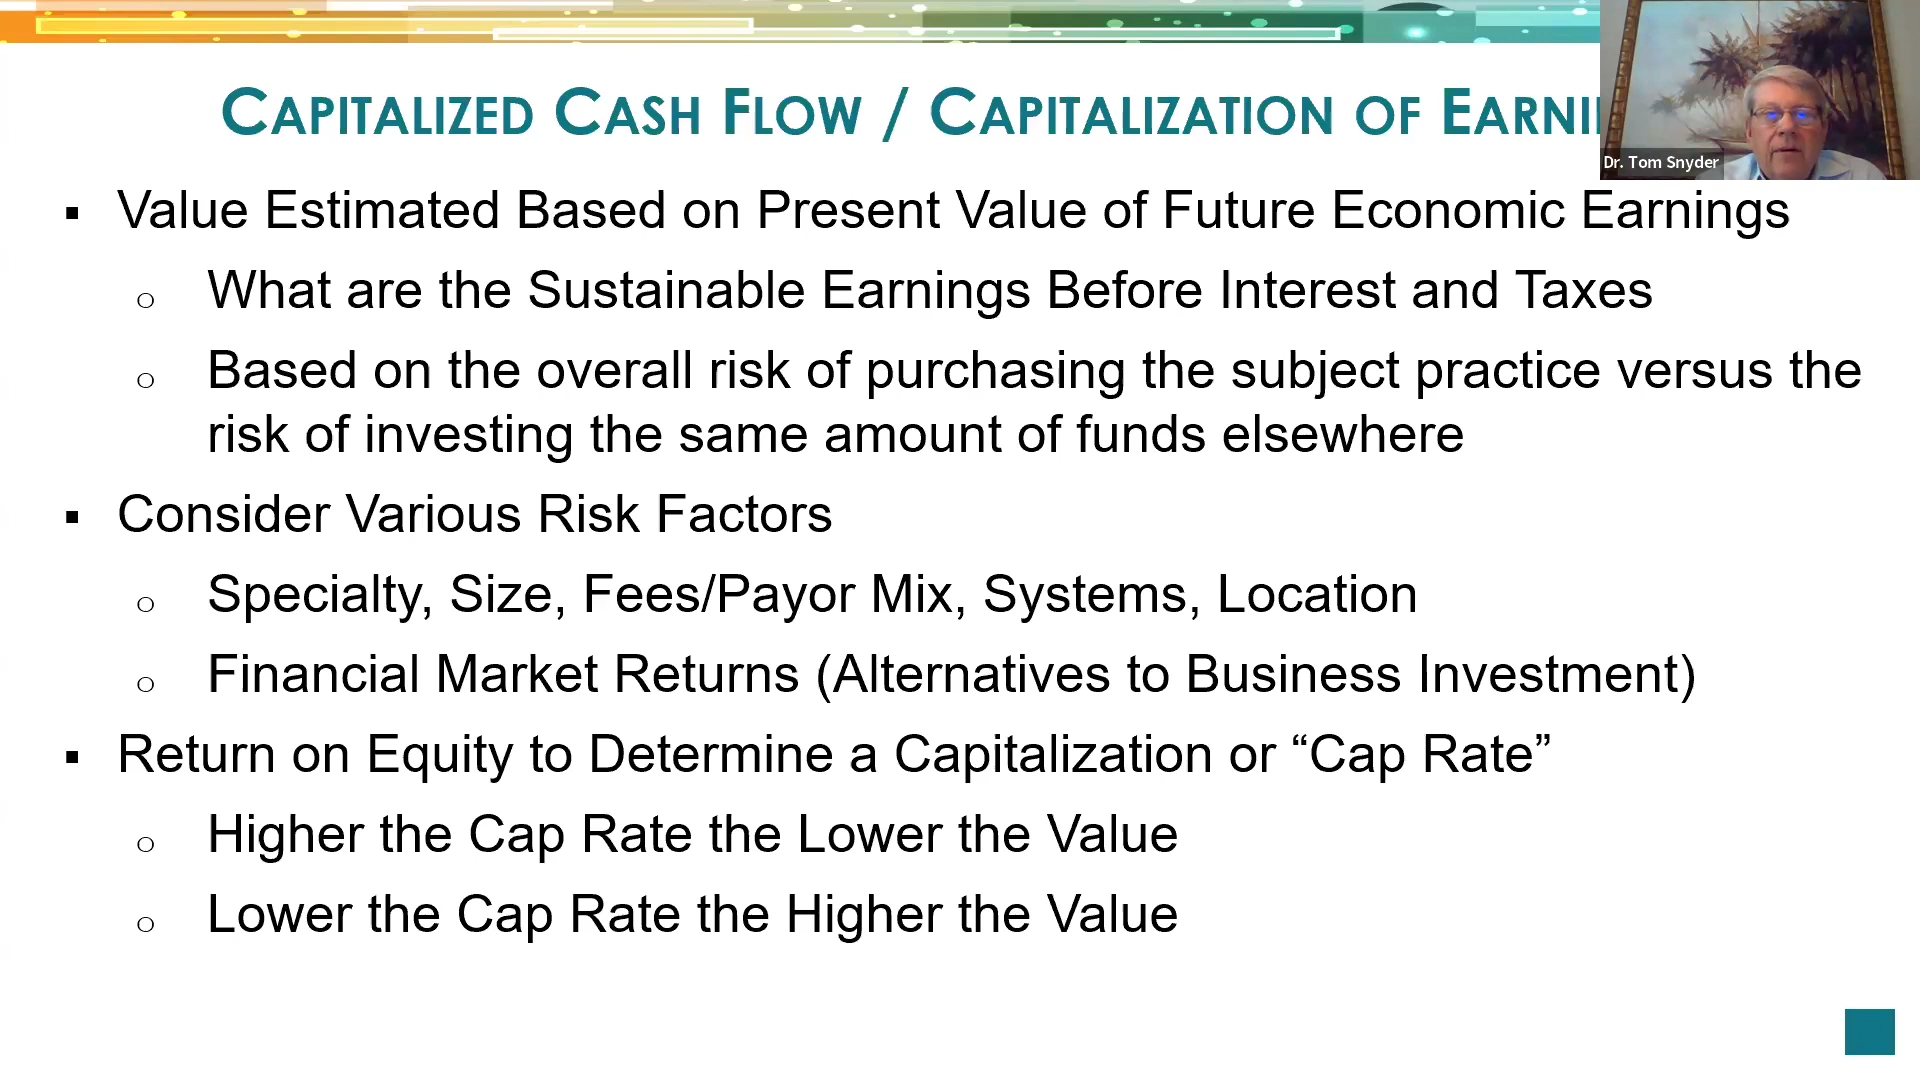 CAPITALIZED CASH FLOW / CAPITALIZATION OF
Dr. Tom Snyder
▪ Value Estimated Based on Present Value of Future Economic Earnings
○ What are the Sustainable Earnings Before Interest and Taxes
○ Based on the overall risk of purchasing the subject practice versus the
risk of investing the same amount of funds elsewhere
▪ Consider Various Risk Factors
○ Specialty, Size, Fees/Payor Mix, Systems, Location
○ Financial Market Returns (Alternatives to Business Investment)
▪ Return on Equity to Determine a Capitalization or “Cap Rate”
○ Higher the Cap Rate the Lower the Value
○ Lower the Cap Rate the Higher the Value